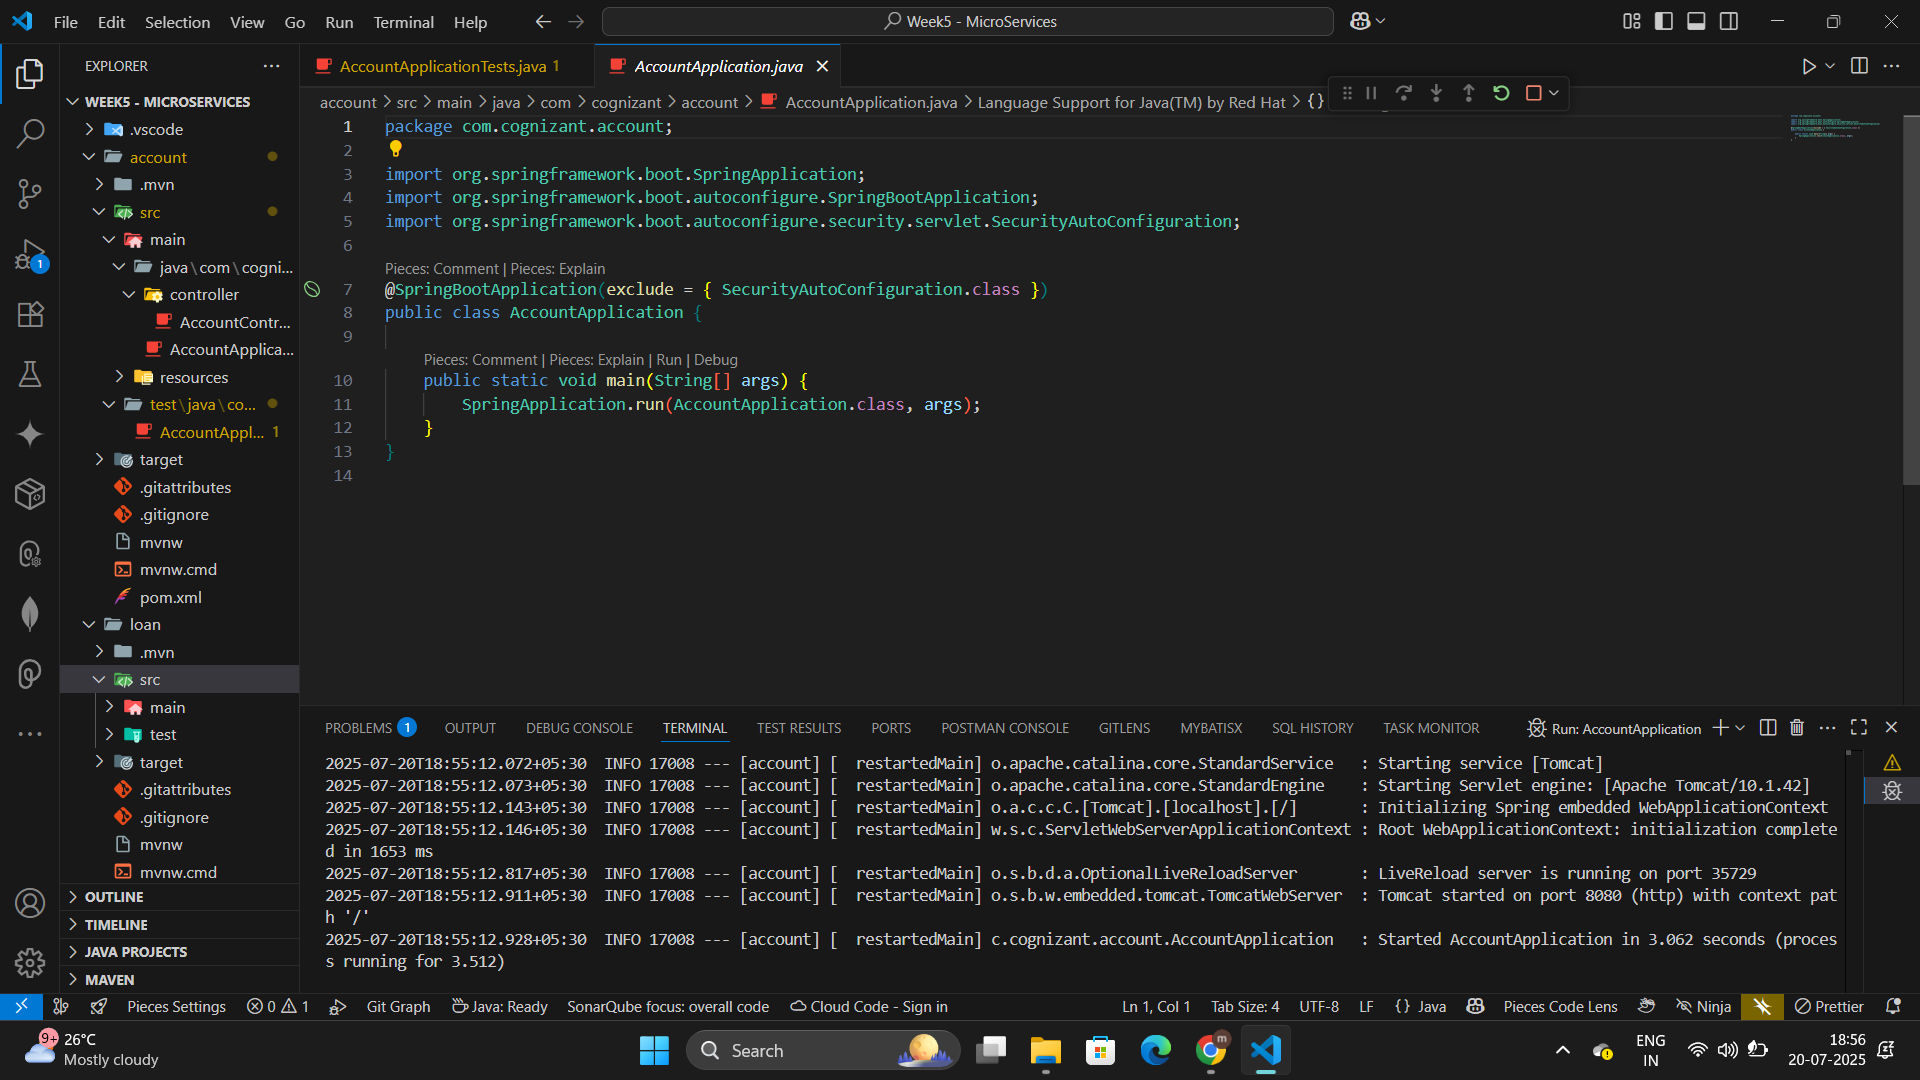 File Edit Selection View Go Run Terminal Help
Week5 - MicroServices
EXPLORER
WEEK5 - MICROSERVICES
.vscode
account
.mvn
src
main
java\com\cogni...
controller
AccountContr...
AccountApplica...
resources
test\java\co...
AccountAppl... 1
target
.gitattributes
.gitignore
mvnw
mvnw.cmd
pom.xml
loan
.mvn
src
main
test
target
.gitattributes
.gitignore
mvnw
mvnw.cmd
OUTLINE
TIMELINE
JAVA PROJECTS
MAVEN
1
AccountApplicationTests.java 1
AccountApplication.java
account > src > main > java > com > cognizant > account > AccountApplication.java > Language Support for Java(TM) by Red Hat > {}
1 package com.cognizant.account;
2
3 import org.springframework.boot.SpringApplication;
4 import org.springframework.boot.autoconfigure.SpringBootApplication;
5 import org.springframework.boot.autoconfigure.security.servlet.SecurityAutoConfiguration;
6
Pieces: Comment | Pieces: Explain
7 @SpringBootApplication(exclude = { SecurityAutoConfiguration.class })
8 public class AccountApplication {
9
Pieces: Comment | Pieces: Explain | Run | Debug
10 public static void main(String[] args) {
11 SpringApplication.run(AccountApplication.class, args);
12 }
13 }
14
PROBLEMS 1 OUTPUT DEBUG CONSOLE TERMINAL TEST RESULTS PORTS POSTMAN CONSOLE GITLENS MYBATISX SQL HISTORY TASK MONITOR
Run: AccountApplication
2025-07-20T18:55:12.072+05:30  INFO 17008 --- [account] [  restartedMain] o.apache.catalina.core.StandardService   : Starting service [Tomcat]
2025-07-20T18:55:12.073+05:30  INFO 17008 --- [account] [  restartedMain] o.apache.catalina.core.StandardEngine    : Starting Servlet engine: [Apache Tomcat/10.1.42]
2025-07-20T18:55:12.143+05:30  INFO 17008 --- [account] [  restartedMain] o.a.c.c.C.[Tomcat].[localhost].[/]       : Initializing Spring embedded WebApplicationContext
2025-07-20T18:55:12.146+05:30  INFO 17008 --- [account] [  restartedMain] w.s.c.ServletWebServerApplicationContext : Root WebApplicationContext: initialization complete
d in 1653 ms
2025-07-20T18:55:12.817+05:30  INFO 17008 --- [account] [  restartedMain] o.s.b.d.a.OptionalLiveReloadServer       : LiveReload server is running on port 35729
2025-07-20T18:55:12.911+05:30  INFO 17008 --- [account] [  restartedMain] o.s.b.w.embedded.tomcat.TomcatWebServer  : Tomcat started on port 8080 (http) with context pat
h '/'
2025-07-20T18:55:12.928+05:30  INFO 17008 --- [account] [  restartedMain] c.cognizant.account.AccountApplication   : Started AccountApplication in 3.062 seconds (proces
s running for 3.512)
Pieces Settings 0 1 Git Graph Java: Ready SonarQube focus: overall code Cloud Code - Sign in Ln 1, Col 1 Tab Size: 4 UTF-8 LF {} Java Pieces Code Lens Ninja Prettier
9+
26°C
Mostly cloudy
Search
m
ENG
IN
18:56
20-07-2025